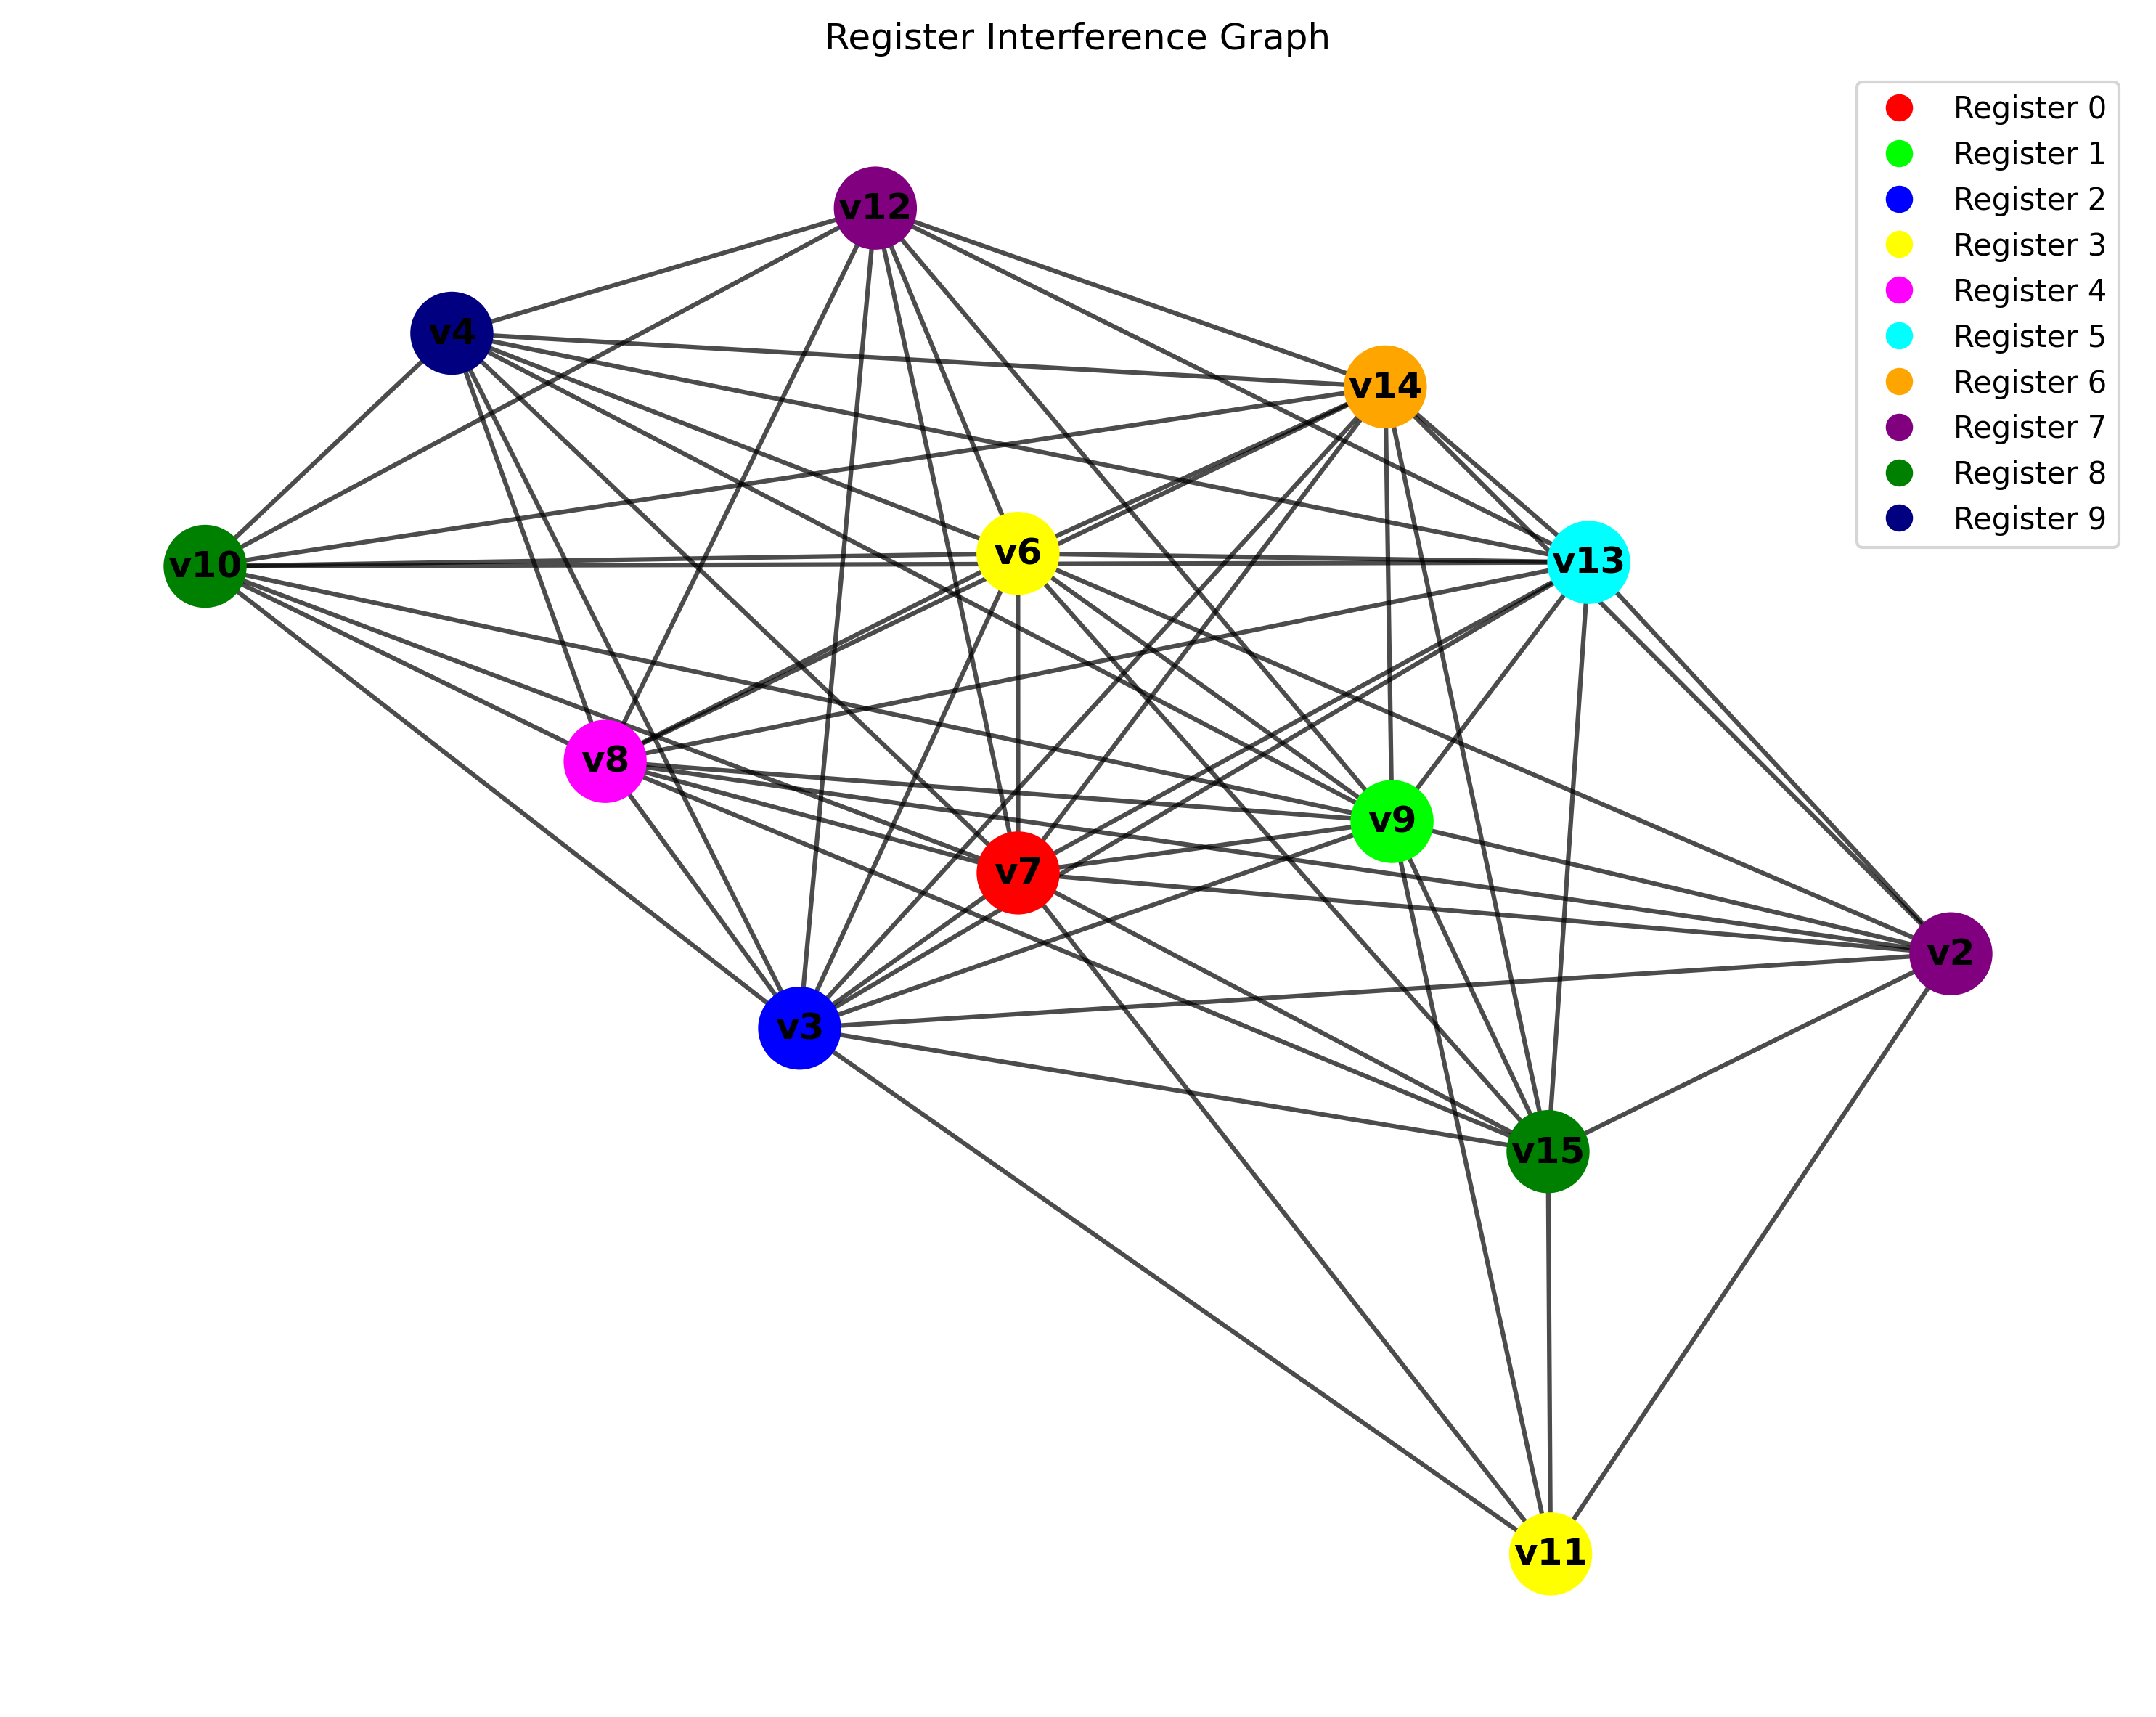 Register Interference Graph
Register 0
Register 1
Register 2
Register 3
Register 4
Register 5
Register 6
Register 7
Register 8
Register 9
v12
v4
v14
v6
v13
v10
v8
v9
v7
v2
v3
v15
v11